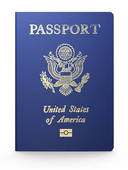 PASSPORT
United States
of America